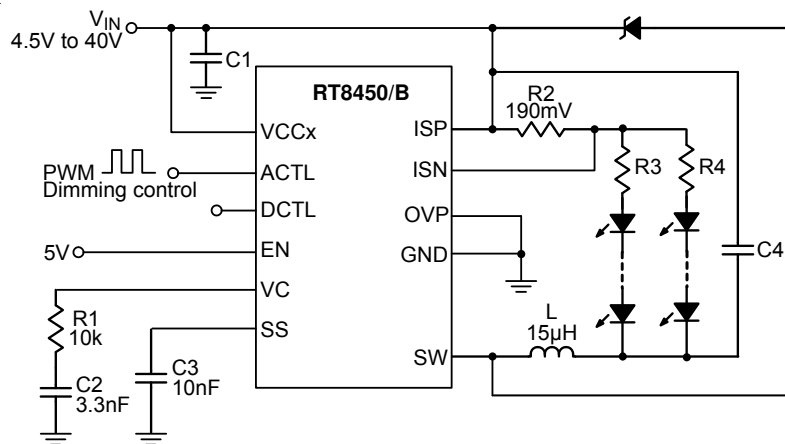 VIN
4.5V to 40V
C1
RT8450/B
VCCx
ISP
R2
190mV
PWM
Dimming control
ACTL
ISN
R3
R4
DCTL
OVP
5V
EN
GND
C4
VC
R1
10k
SS
L
15µH
C3
10nF
SW
C2
3.3nF